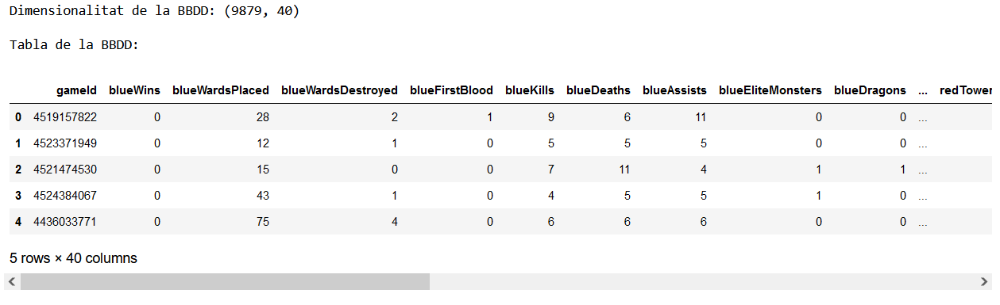 Dimensionalitat de la BBDD: (9879, 40)
Tabla de la BBDD:
gameId blueWins blueWardsPlaced blueWardsDestroyed blueFirstBlood blueKills blueDeaths blueAssists blueEliteMonsters blueDragons ... redTower
0 4519157822 0 28 2 1 9 6 11 0 0 ...
1 4523371949 0 12 1 0 5 5 5 0 0 ...
2 4521474530 0 15 0 0 7 11 4 1 1 ...
3 4524384067 0 43 1 0 4 5 5 1 0 ...
4 4436033771 0 75 4 0 6 6 6 0 0 ...
5 rows × 40 columns